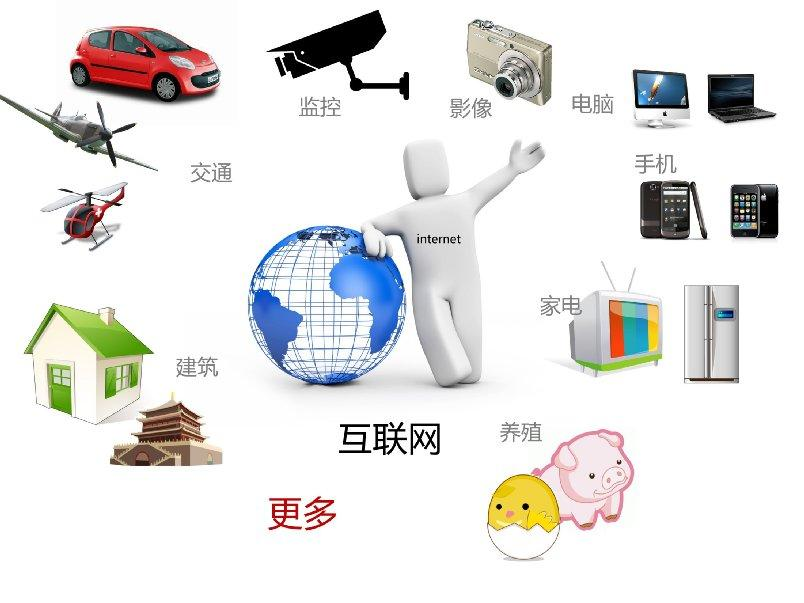 监控
影像
电脑
交通
手机
internet
家电
建筑
互联网
养殖
更多